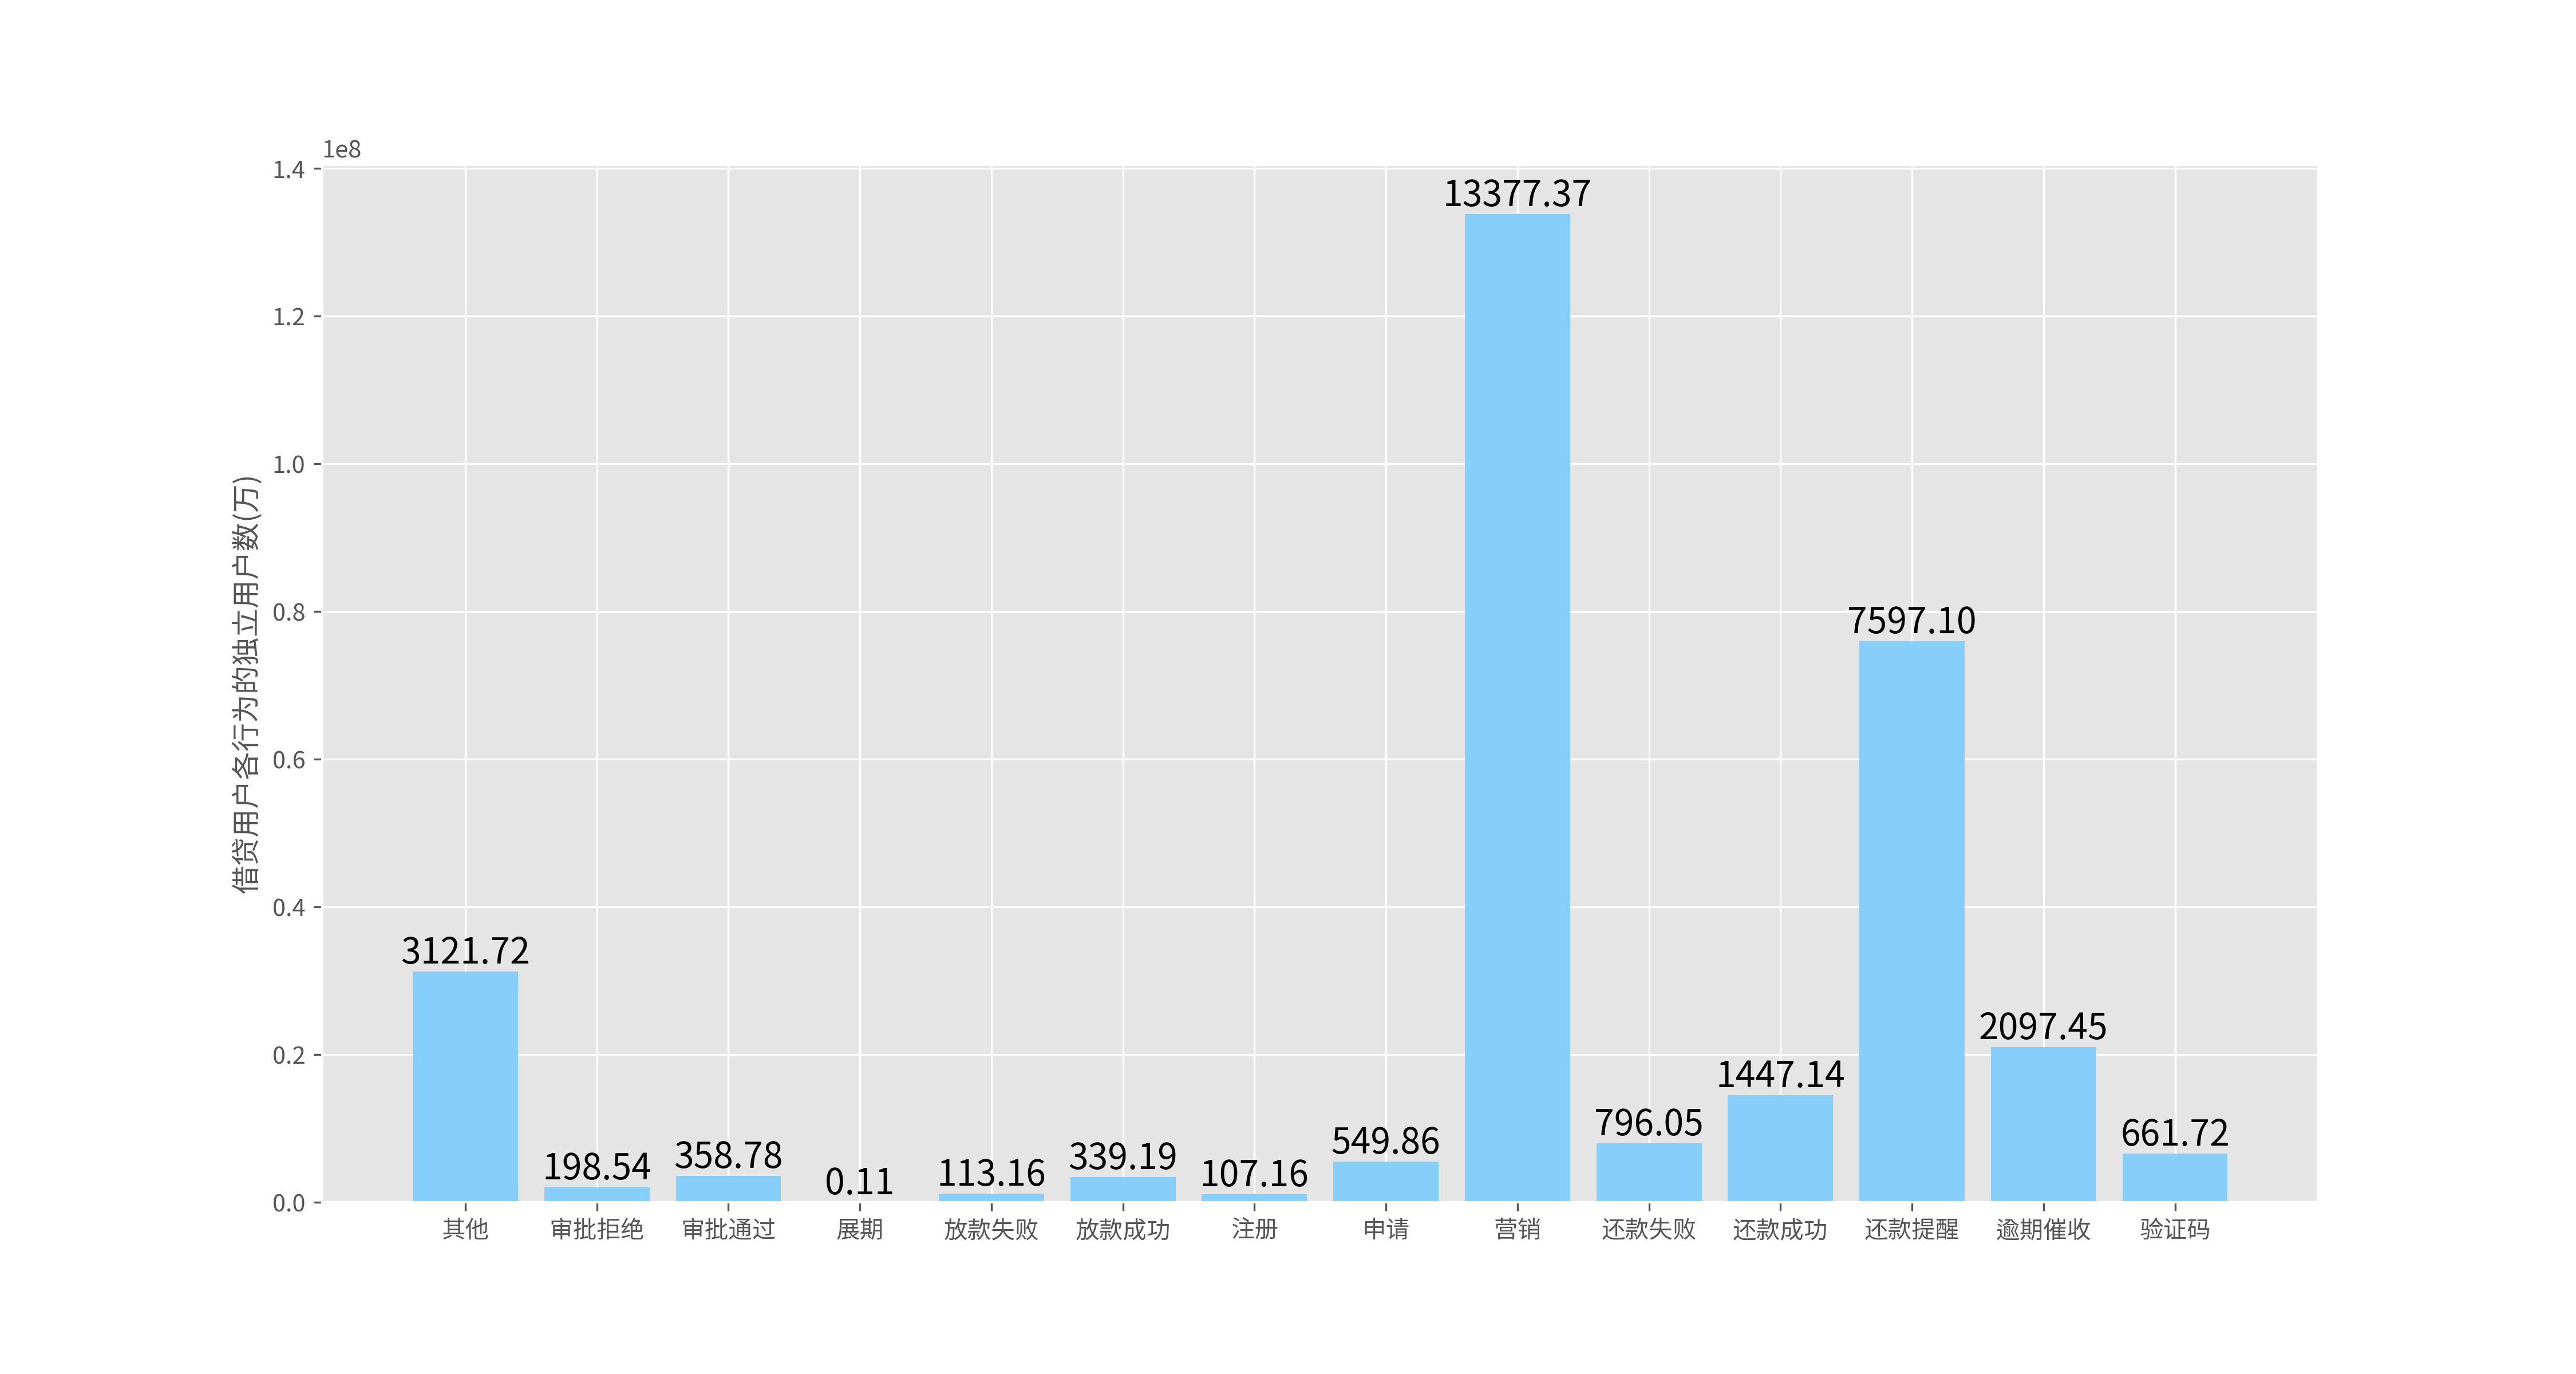 1e8
1.4
1.2
1.0
0.8
0.6
0.4
0.2
0.0
借贷用户各行为的独立用户数(万)
3121.72
198.54
358.78
0.11
113.16
339.19
107.16
549.86
13377.37
796.05
1447.14
7597.10
2097.45
661.72
其他
审批拒绝
审批通过
展期
放款失败
放款成功
注册
申请
营销
还款失败
还款成功
还款提醒
逾期催收
验证码